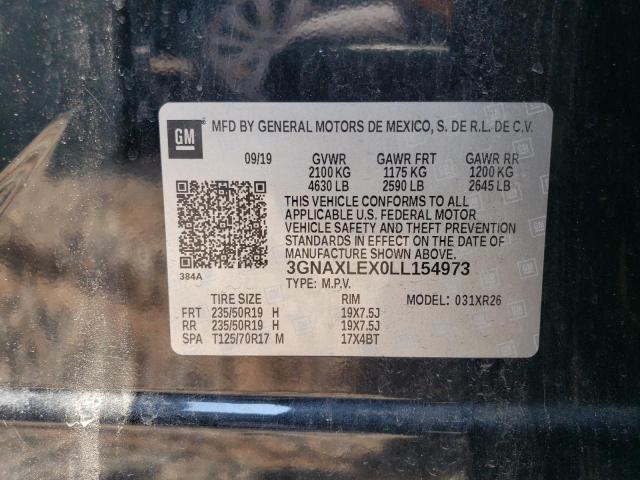 GM ® MFD BY GENERAL MOTORS DE MEXICO, S. DE R.L. DE C.V.
09/19 GVWR GAWR FRT GAWR RR
2100 KG 1175 KG 1200 KG
4630 LB 2590 LB 2645 LB
THIS VEHICLE CONFORMS TO ALL
APPLICABLE U.S. FEDERAL MOTOR
VEHICLE SAFETY AND THEFT PREVENTION
STANDARDS IN EFFECT ON THE DATE OF
MANUFACTURE SHOWN ABOVE.
384A 3GNAXLEX0LL154973
TYPE: M.P.V.
TIRE SIZE RIM MODEL: 031XR26
FRT 235/50R19 H 19X7.5J
RR 235/50R19 H 19X7.5J
SPA T125/70R17 M 17X4BT